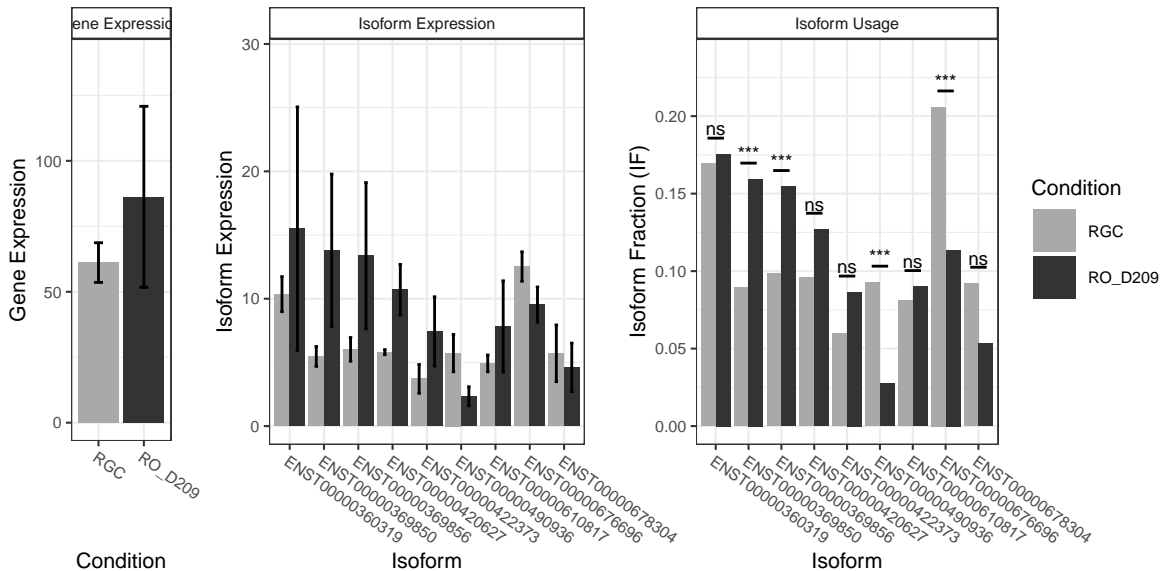 ene Expressio
Gene Expression
100
50
0
RGC
RO_D209
Condition
Isoform Expression
Isoform Expression
30
20
10
0
ENST00000360319
ENST00000369850
ENST00000369856
ENST00000420627
ENST00000422373
ENST00000490936
ENST00000610817
ENST00000676696
ENST00000678304
Isoform
Isoform Usage
Isoform Fraction (IF)
0.20
0.15
0.10
0.05
0.00
ns
***
***
ns
ns
***
ns
***
ns
ENST00000360319
ENST00000369850
ENST00000369856
ENST00000420627
ENST00000422373
ENST00000490936
ENST00000610817
ENST00000676696
ENST00000678304
Isoform
Condition
RGC
RO_D209